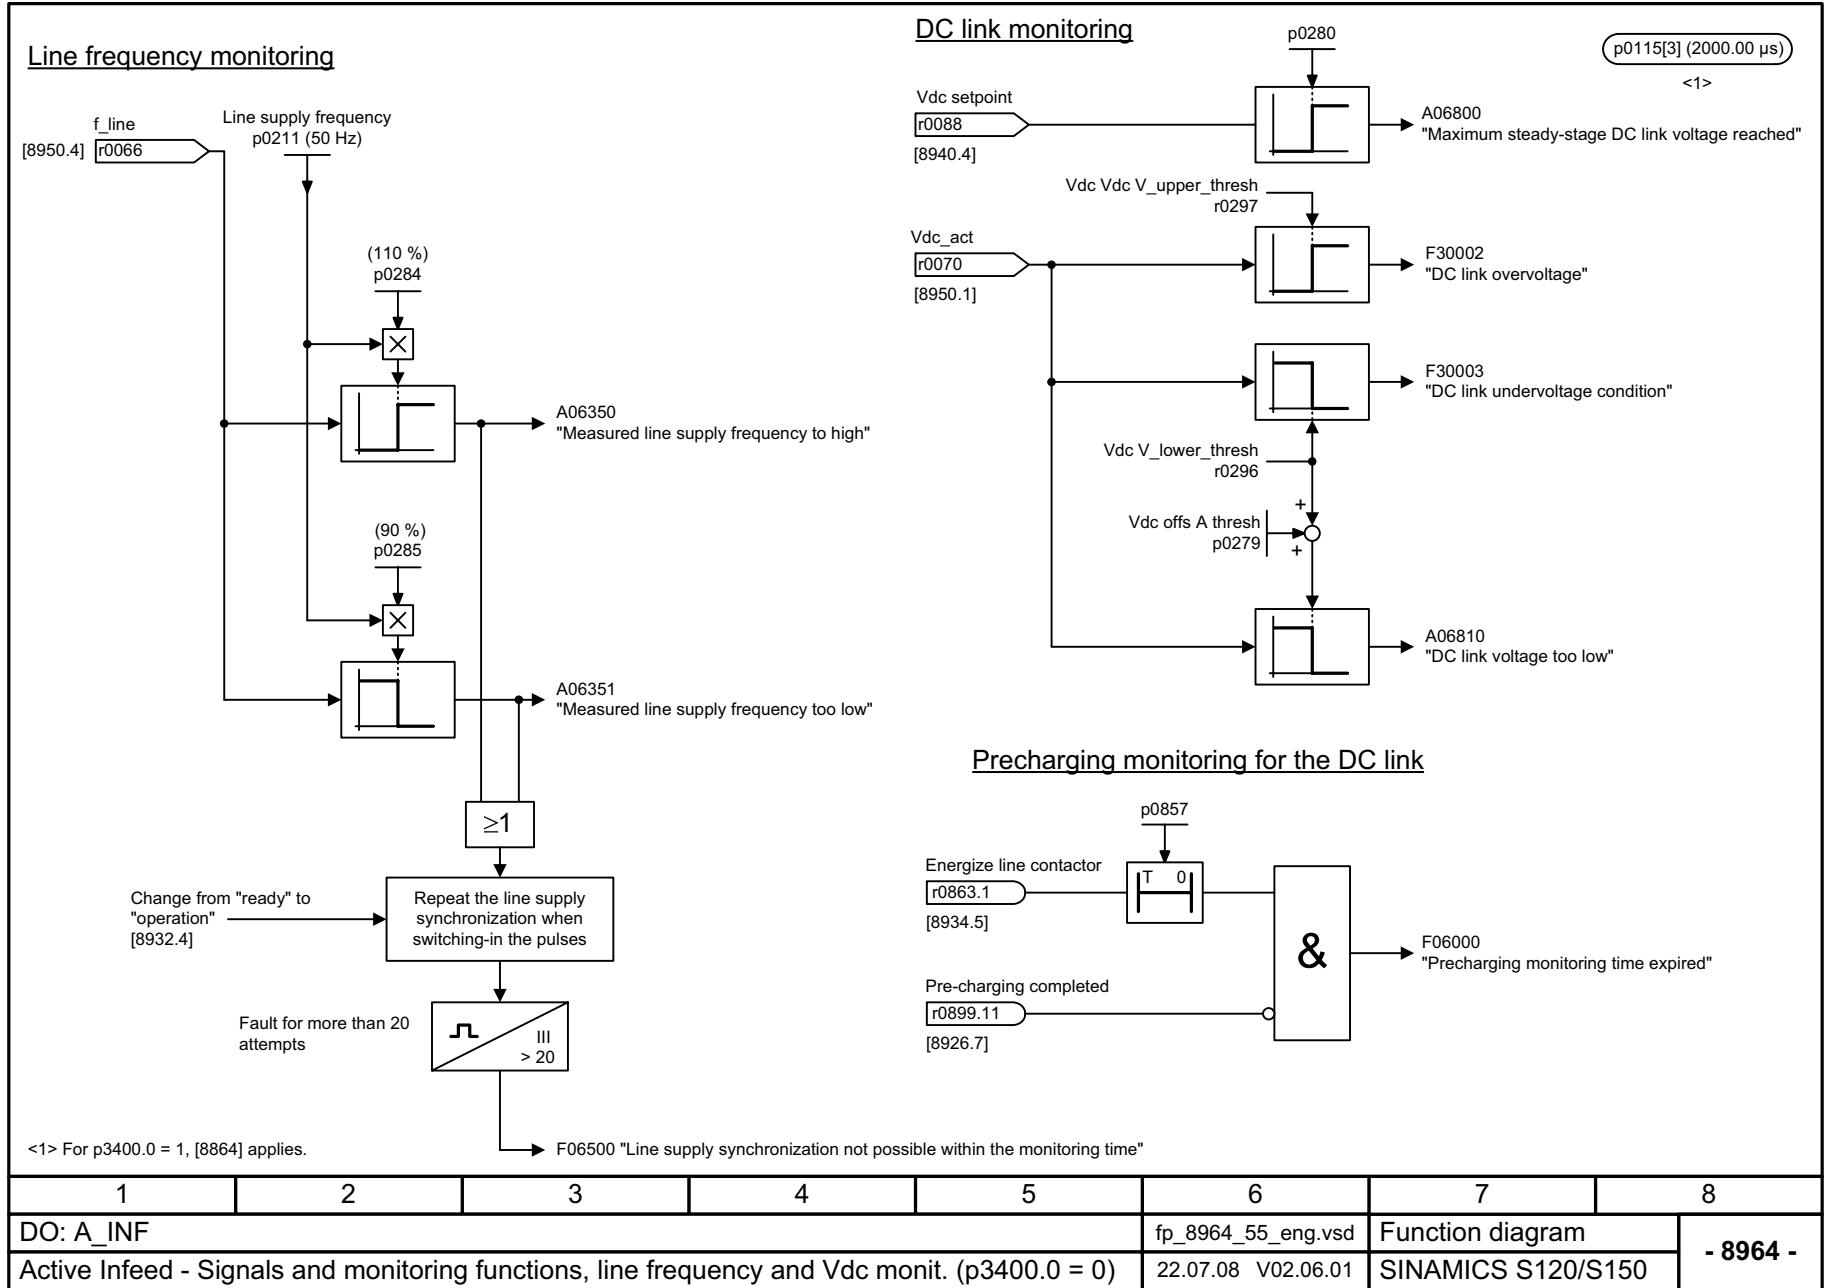 Line frequency monitoring
f_line
[8950.4]
r0066
Line supply frequency
p0211 (50 Hz)
(110 %)
p0284
A06350
"Measured line supply frequency to high"
(90 %)
p0285
A06351
"Measured line supply frequency too low"
≥1
Change from "ready" to
"operation"
[8932.4]
Repeat the line supply
synchronization when
switching-in the pulses
Fault for more than 20
attempts
III
> 20
F06500 "Line supply synchronization not possible within the monitoring time"
<1> For p3400.0 = 1, [8864] applies.
DC link monitoring
p0280
p0115[3] (2000.00 µs)
<1>
Vdc setpoint
r0088
[8940.4]
A06800
"Maximum steady-stage DC link voltage reached"
Vdc Vdc V_upper_thresh
r0297
Vdc_act
r0070
[8950.1]
F30002
"DC link overvoltage"
F30003
"DC link undervoltage condition"
Vdc V_lower_thresh
r0296
+
Vdc offs A thresh
p0279
+
A06810
"DC link voltage too low"
Precharging monitoring for the DC link
p0857
Energize line contactor
r0863.1
[8934.5]
T 0
&
F06000
"Precharging monitoring time expired"
Pre-charging completed
r0899.11
[8926.7]
1 2 3 4 5 6 7 8
DO: A_INF
fp_8964_55_eng.vsd
Function diagram
- 8964 -
Active Infeed - Signals and monitoring functions, line frequency and Vdc monit. (p3400.0 = 0)
22.07.08 V02.06.01
SINAMICS S120/S150